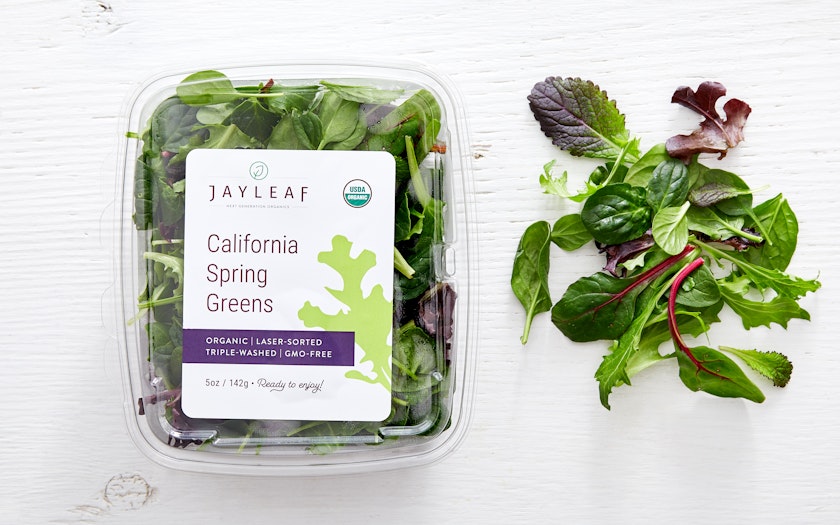 JAYLEAF
NEXT GENERATION ORGANICS
USDA
ORGANIC
California
Spring
Greens
ORGANIC | LASER-SORTED
TRIPLE-WASHED | GMO-FREE
5oz / 142g • Ready to enjoy!